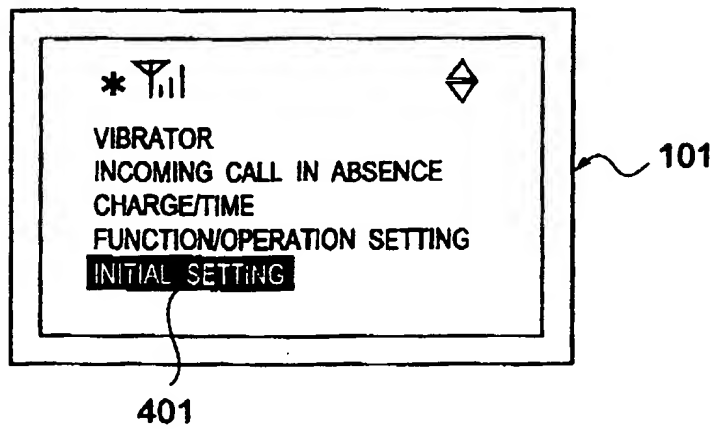 *
VIBRATOR
INCOMING CALL IN ABSENCE
CHARGE/TIME
FUNCTION/OPERATION SETTING
INITIAL SETTING
101
401